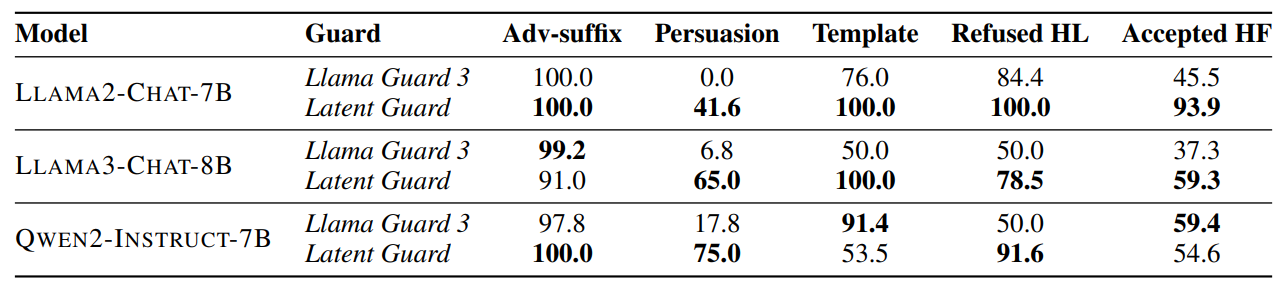 Model Guard Adv-suffix Persuasion Template Refused HL Accepted HF
LLAMA2-CHAT-7B
Llama Guard 3 100.0 0.0 76.0 84.4 45.5
Latent Guard 100.0 41.6 100.0 100.0 93.9
LLAMA3-CHAT-8B
Llama Guard 3 99.2 6.8 50.0 50.0 37.3
Latent Guard 91.0 65.0 100.0 78.5 59.3
QWEN2-INSTRUCT-7B
Llama Guard 3 97.8 17.8 91.4 50.0 59.4
Latent Guard 100.0 75.0 53.5 91.6 54.6